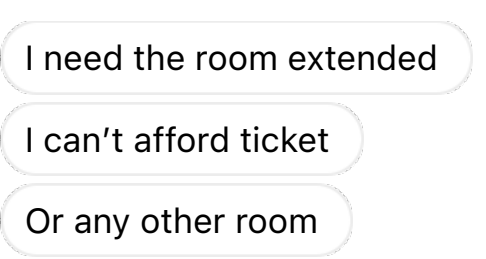 I need the room extended
I can’t afford ticket
Or any other room